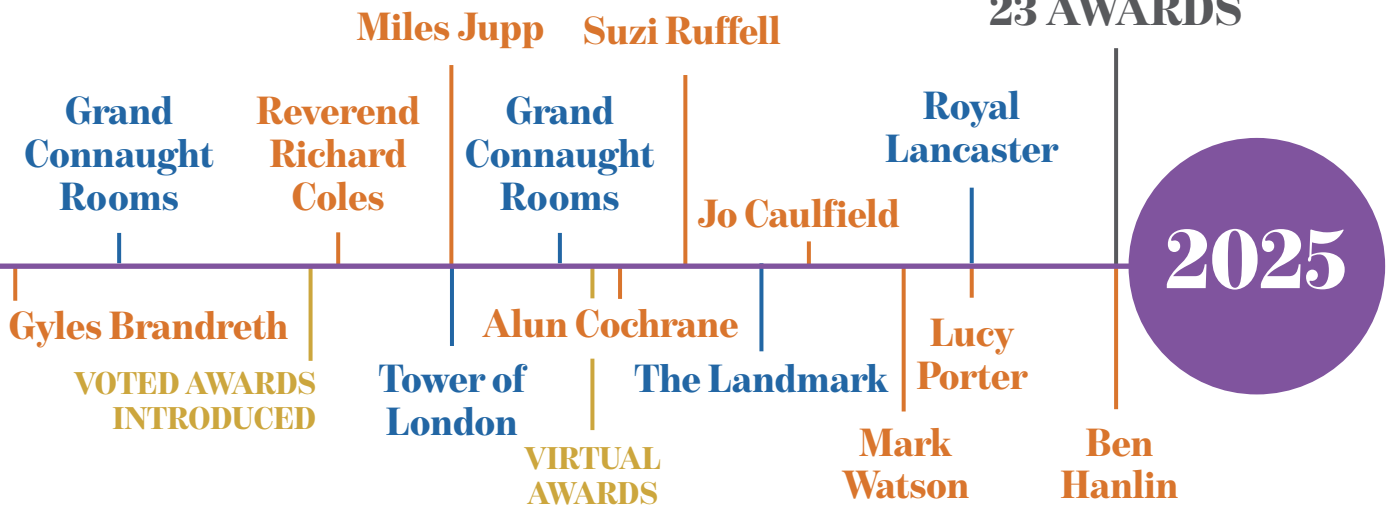 23 AWARDS
Miles Jupp
Suzi Ruffell
Grand
Connaught
Rooms
Reverend
Richard
Coles
Grand
Connaught
Rooms
Royal
Lancaster
Jo Caulfield
2025
Gyles Brandreth
Alun Cochrane
Lucy
Porter
VOTED AWARDS
INTRODUCED
Tower of
London
The Landmark
VIRTUAL
AWARDS
Mark
Watson
Ben
Hanlin